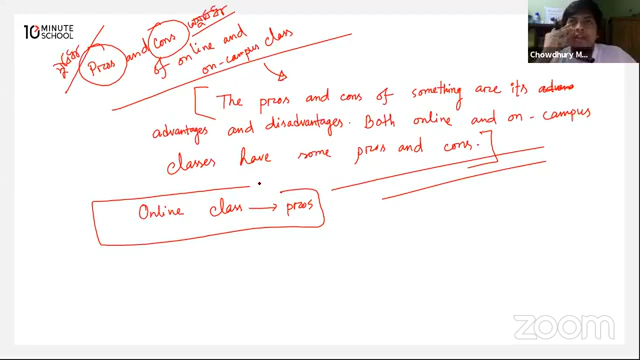 10 MINUTE SCHOOL
Pros and Cons
of online and
on-campus class
The pros and cons of something are its
advantages and disadvantages. Both online and on-campus
classes have some pros and cons.
Online class → pros
Chowdhury M...
zoom